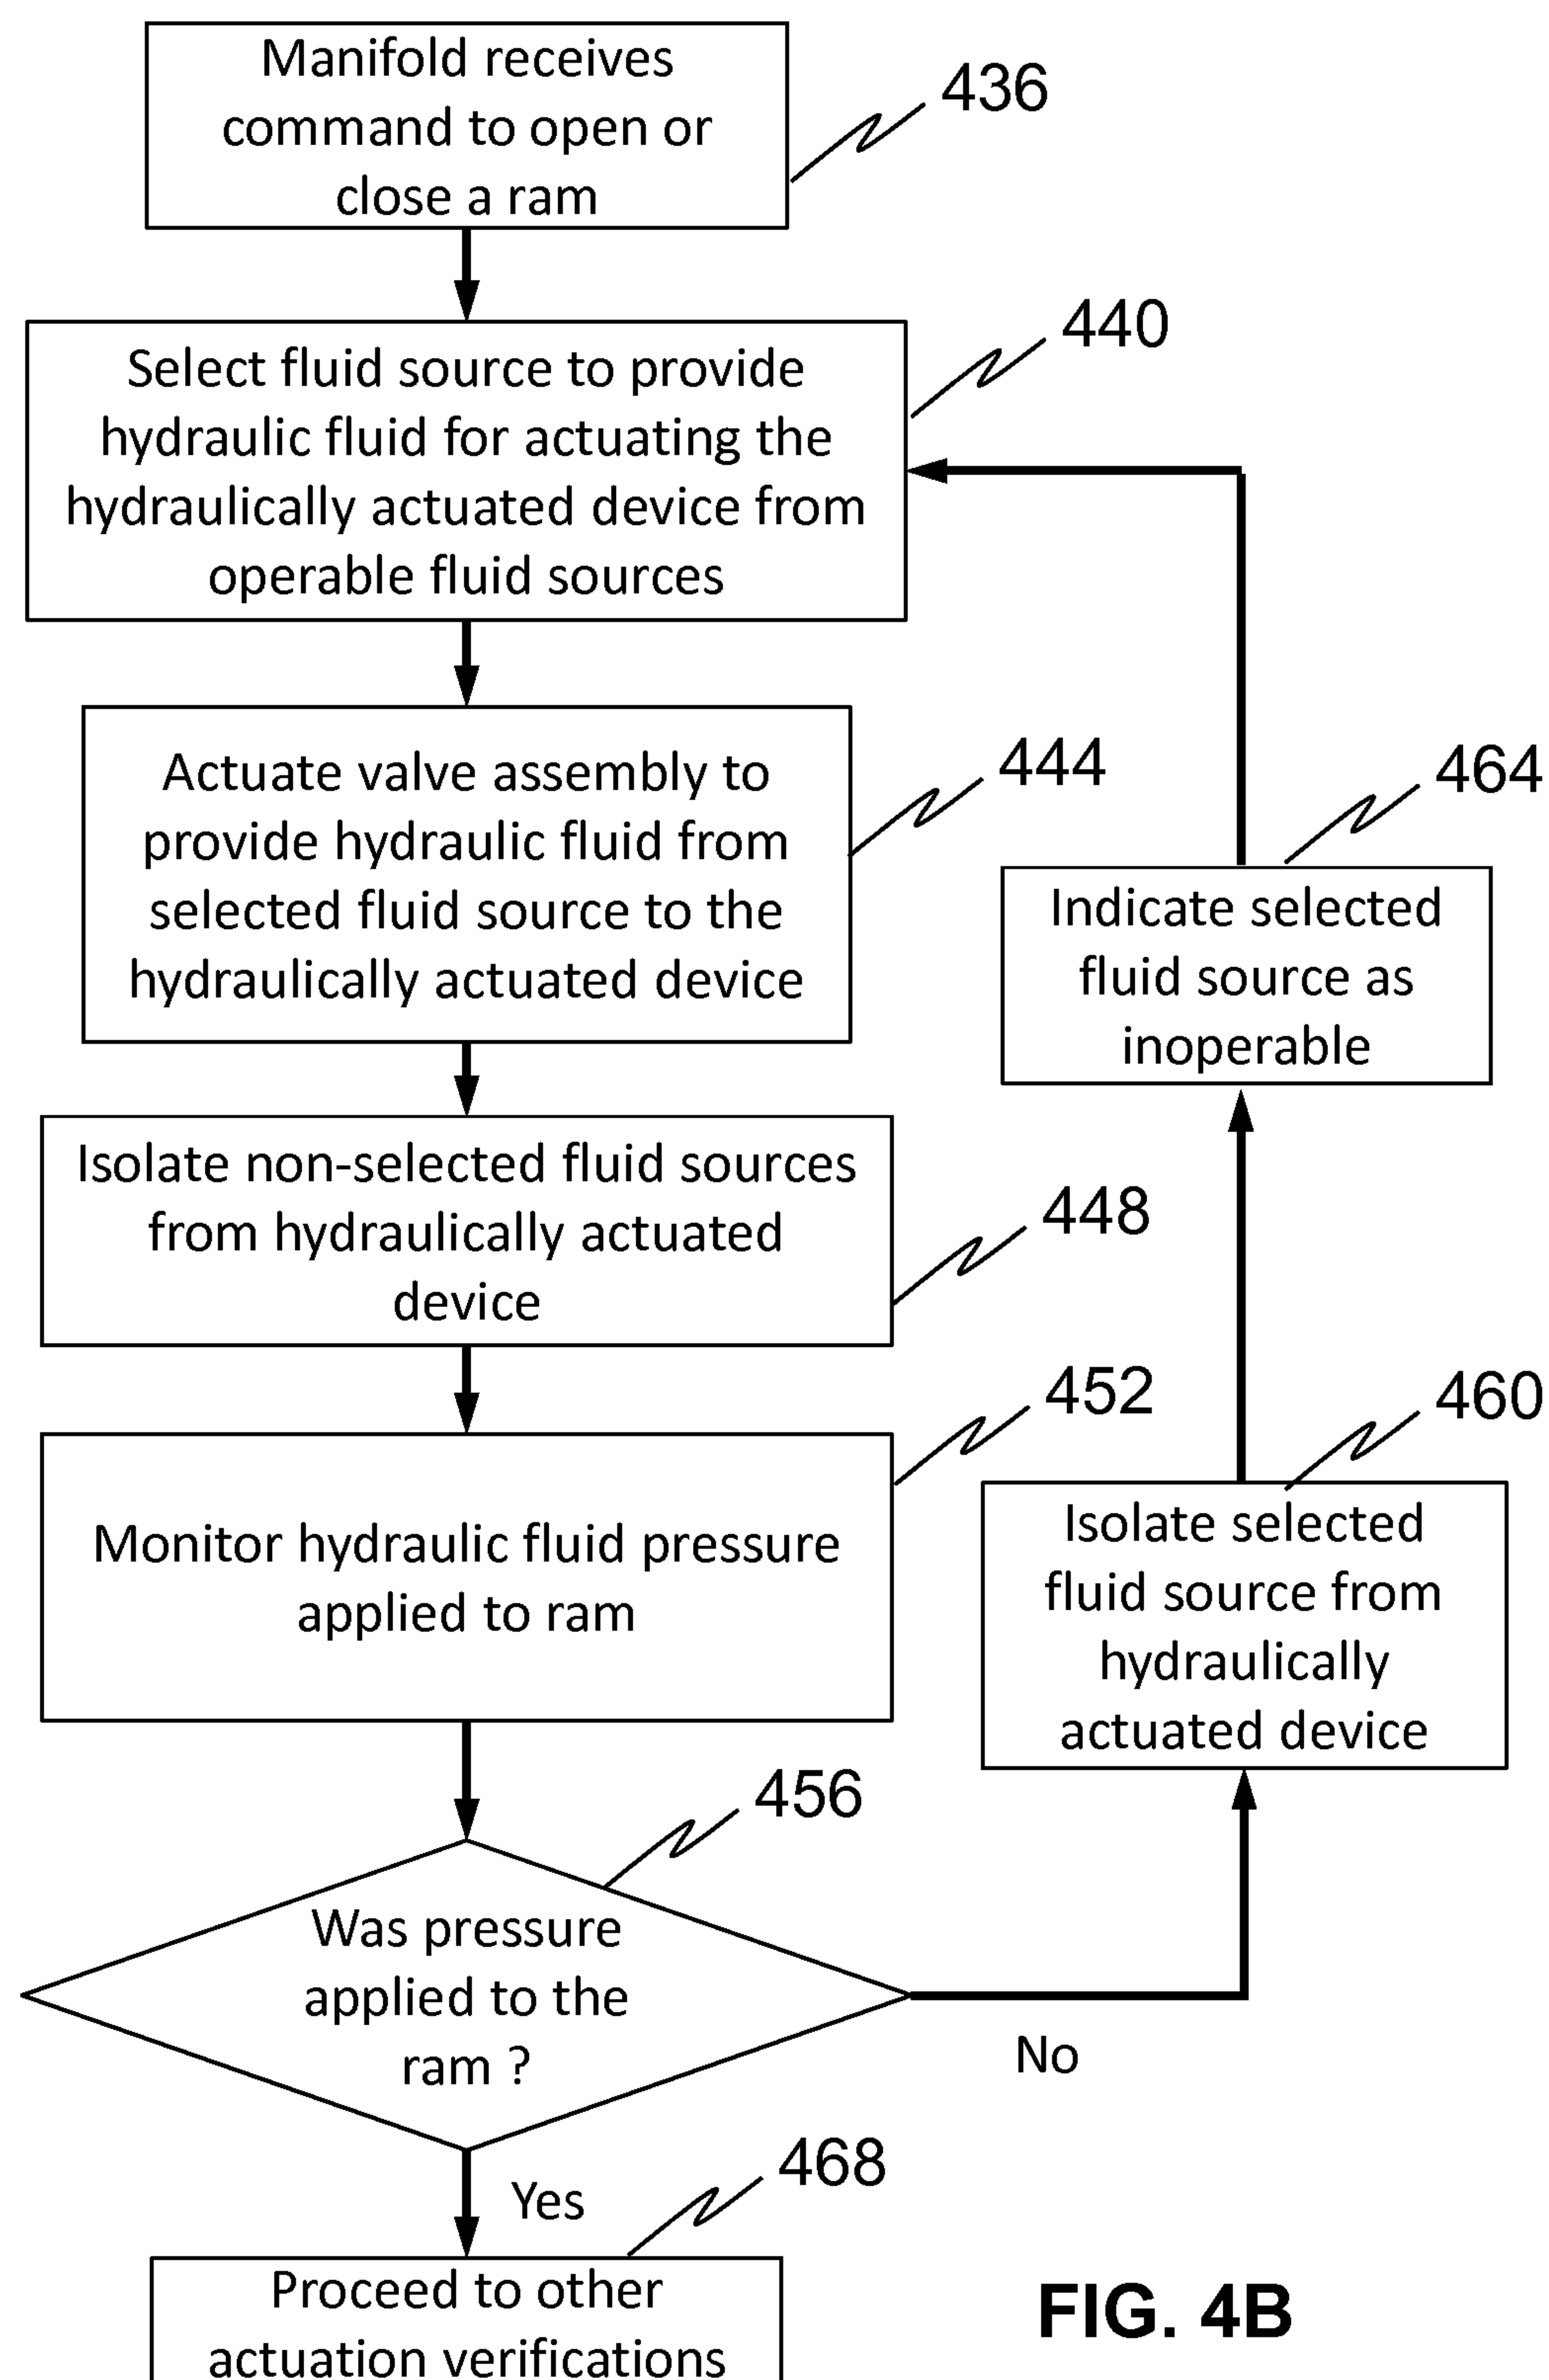 Manifold receives
command to open or
close a ram
436
Select fluid source to provide
hydraulic fluid for actuating the
hydraulically actuated device from
operable fluid sources
440
Actuate valve assembly to
provide hydraulic fluid from
selected fluid source to the
hydraulically actuated device
444
Isolate non-selected fluid sources
from hydraulically actuated
device
448
Monitor hydraulic fluid pressure
applied to ram
452
Was pressure
applied to the
ram ?
456
No
Isolate selected
fluid source from
hydraulically
actuated device
460
Indicate selected
fluid source as
inoperable
464
Yes
Proceed to other
actuation verifications
468
FIG. 4B